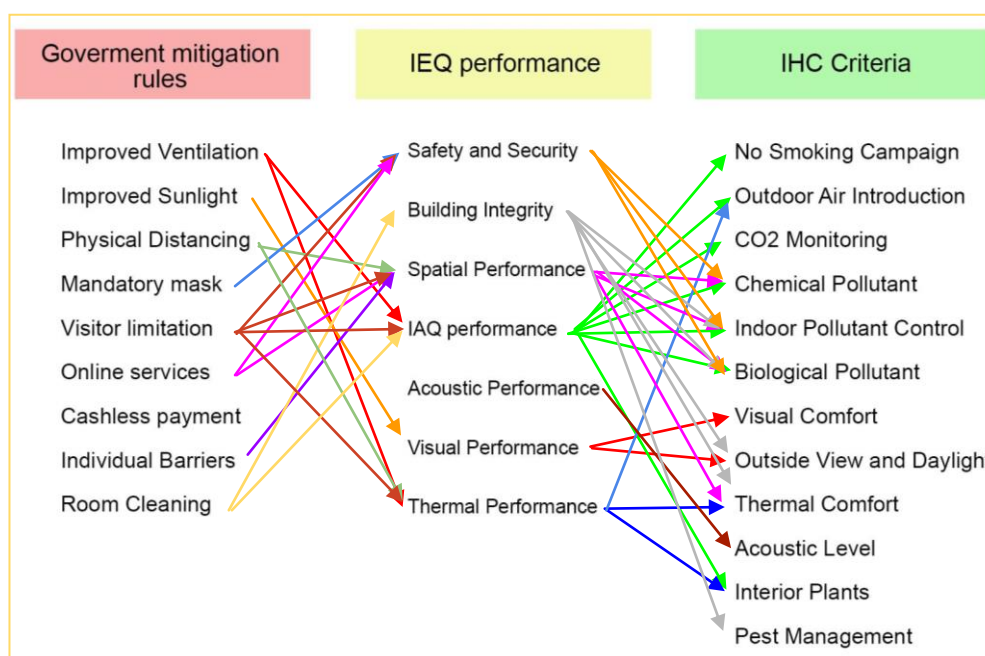 Goverment mitigation
rules
IEQ performance
IHC Criteria
Improved Ventilation
Improved Sunlight
Physical Distancing
Mandatory mask
Visitor limitation
Online services
Cashless payment
Individual Barriers
Room Cleaning
Safety and Security
Building Integrity
Spatial Performance
IAQ performance
Acoustic Performance
Visual Performance
Thermal Performance
No Smoking Campaign
Outdoor Air Introduction
CO2 Monitoring
Chemical Pollutant
Indoor Pollutant Control
Biological Pollutant
Visual Comfort
Outside View and Dayligh
Thermal Comfort
Acoustic Level
Interior Plants
Pest Management